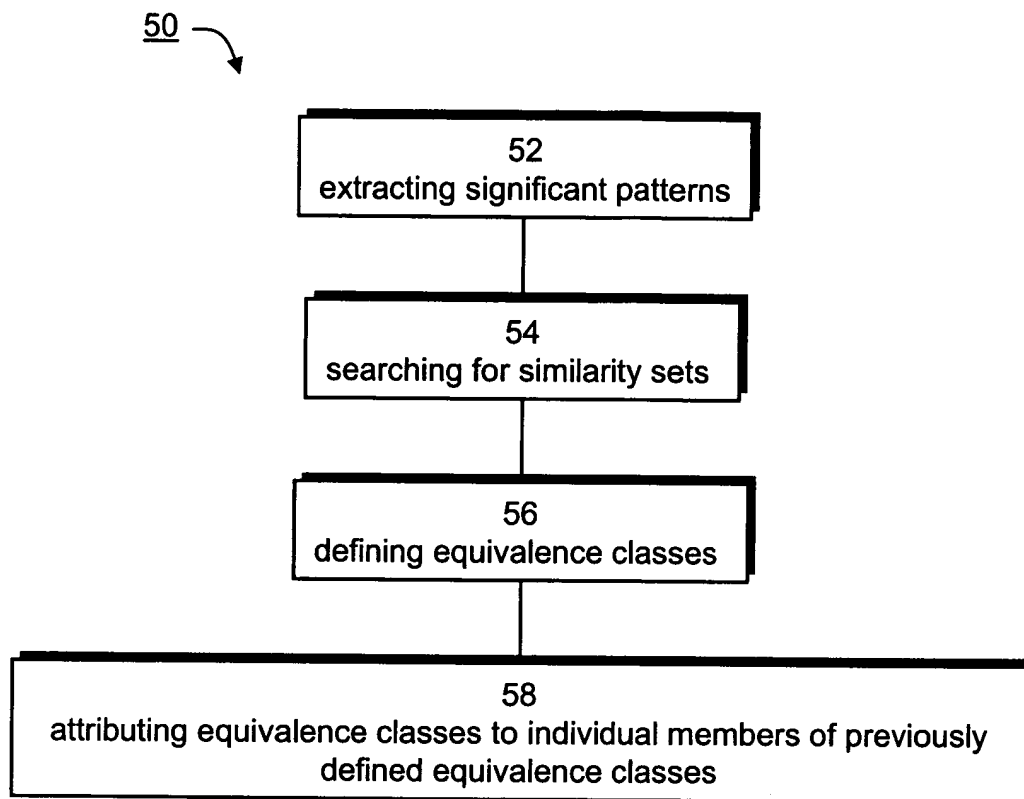 50
52
extracting significant patterns
54
searching for similarity sets
56
defining equivalence classes
58
attributing equivalence classes to individual members of previously
defined equivalence classes